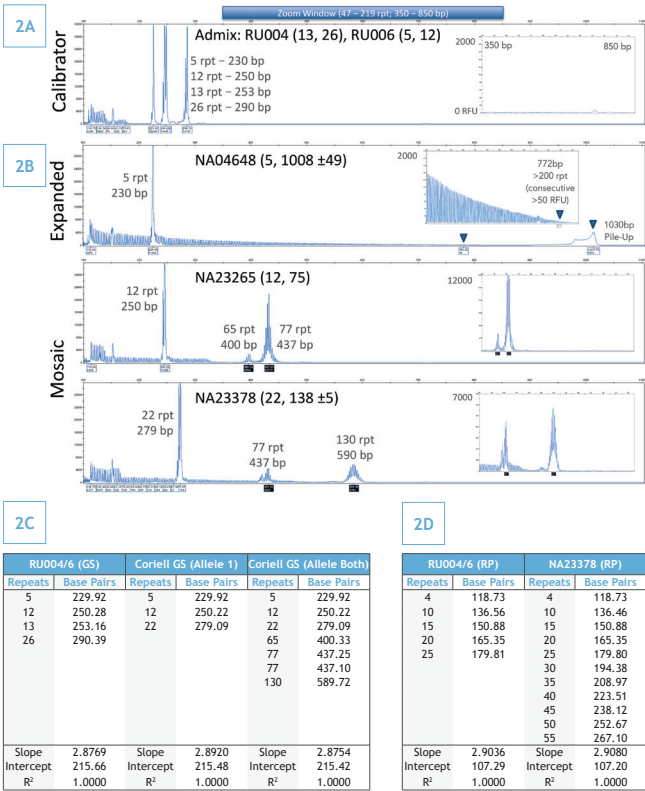 Zoom Window (47 – 219 rpt; 350 – 850 bp)
2A
Calibrator
Admix: RU004 (13, 26), RU006 (5, 12)
5 rpt – 230 bp
12 rpt – 250 bp
13 rpt – 253 bp
26 rpt – 290 bp
2000
350 bp
850 bp
0 RFU
2B
Expanded
NA04648 (5, 1008 ±49)
5 rpt
230 bp
2000
772bp
>200 rpt
(consecutive
>50 RFU)
1030bp
Pile-Up
Mosaic
NA23265 (12, 75)
12 rpt
250 bp
65 rpt
400 bp
77 rpt
437 bp
12000
NA23378 (22, 138 ±5)
22 rpt
279 bp
77 rpt
437 bp
130 rpt
590 bp
7000
2C
RU004/6 (GS) Coriell GS (Allele 1) Coriell GS (Allele Both)
Repeats Base Pairs Repeats Base Pairs Repeats Base Pairs
5 229.92 5 229.92 5 229.92
12 250.28 12 250.22 12 250.22
13 253.16 22 279.09 22 279.09
26 290.39 65 400.33
77 437.25
77 437.10
130 589.72
Slope 2.8769 Slope 2.8920 Slope 2.8754
Intercept 215.66 Intercept 215.48 Intercept 215.42
R² 1.0000 R² 1.0000 R² 1.0000
2D
RU004/6 (RP) NA23378 (RP)
Repeats Base Pairs Repeats Base Pairs
4 118.73 4 118.73
10 136.56 10 136.46
15 150.88 15 150.88
20 165.35 20 165.35
25 179.81 25 179.80
30 194.38
35 208.97
40 223.51
45 238.12
50 252.67
55 267.10
Slope 2.9036 Slope 2.9080
Intercept 107.29 Intercept 107.20
R² 1.0000 R² 1.0000